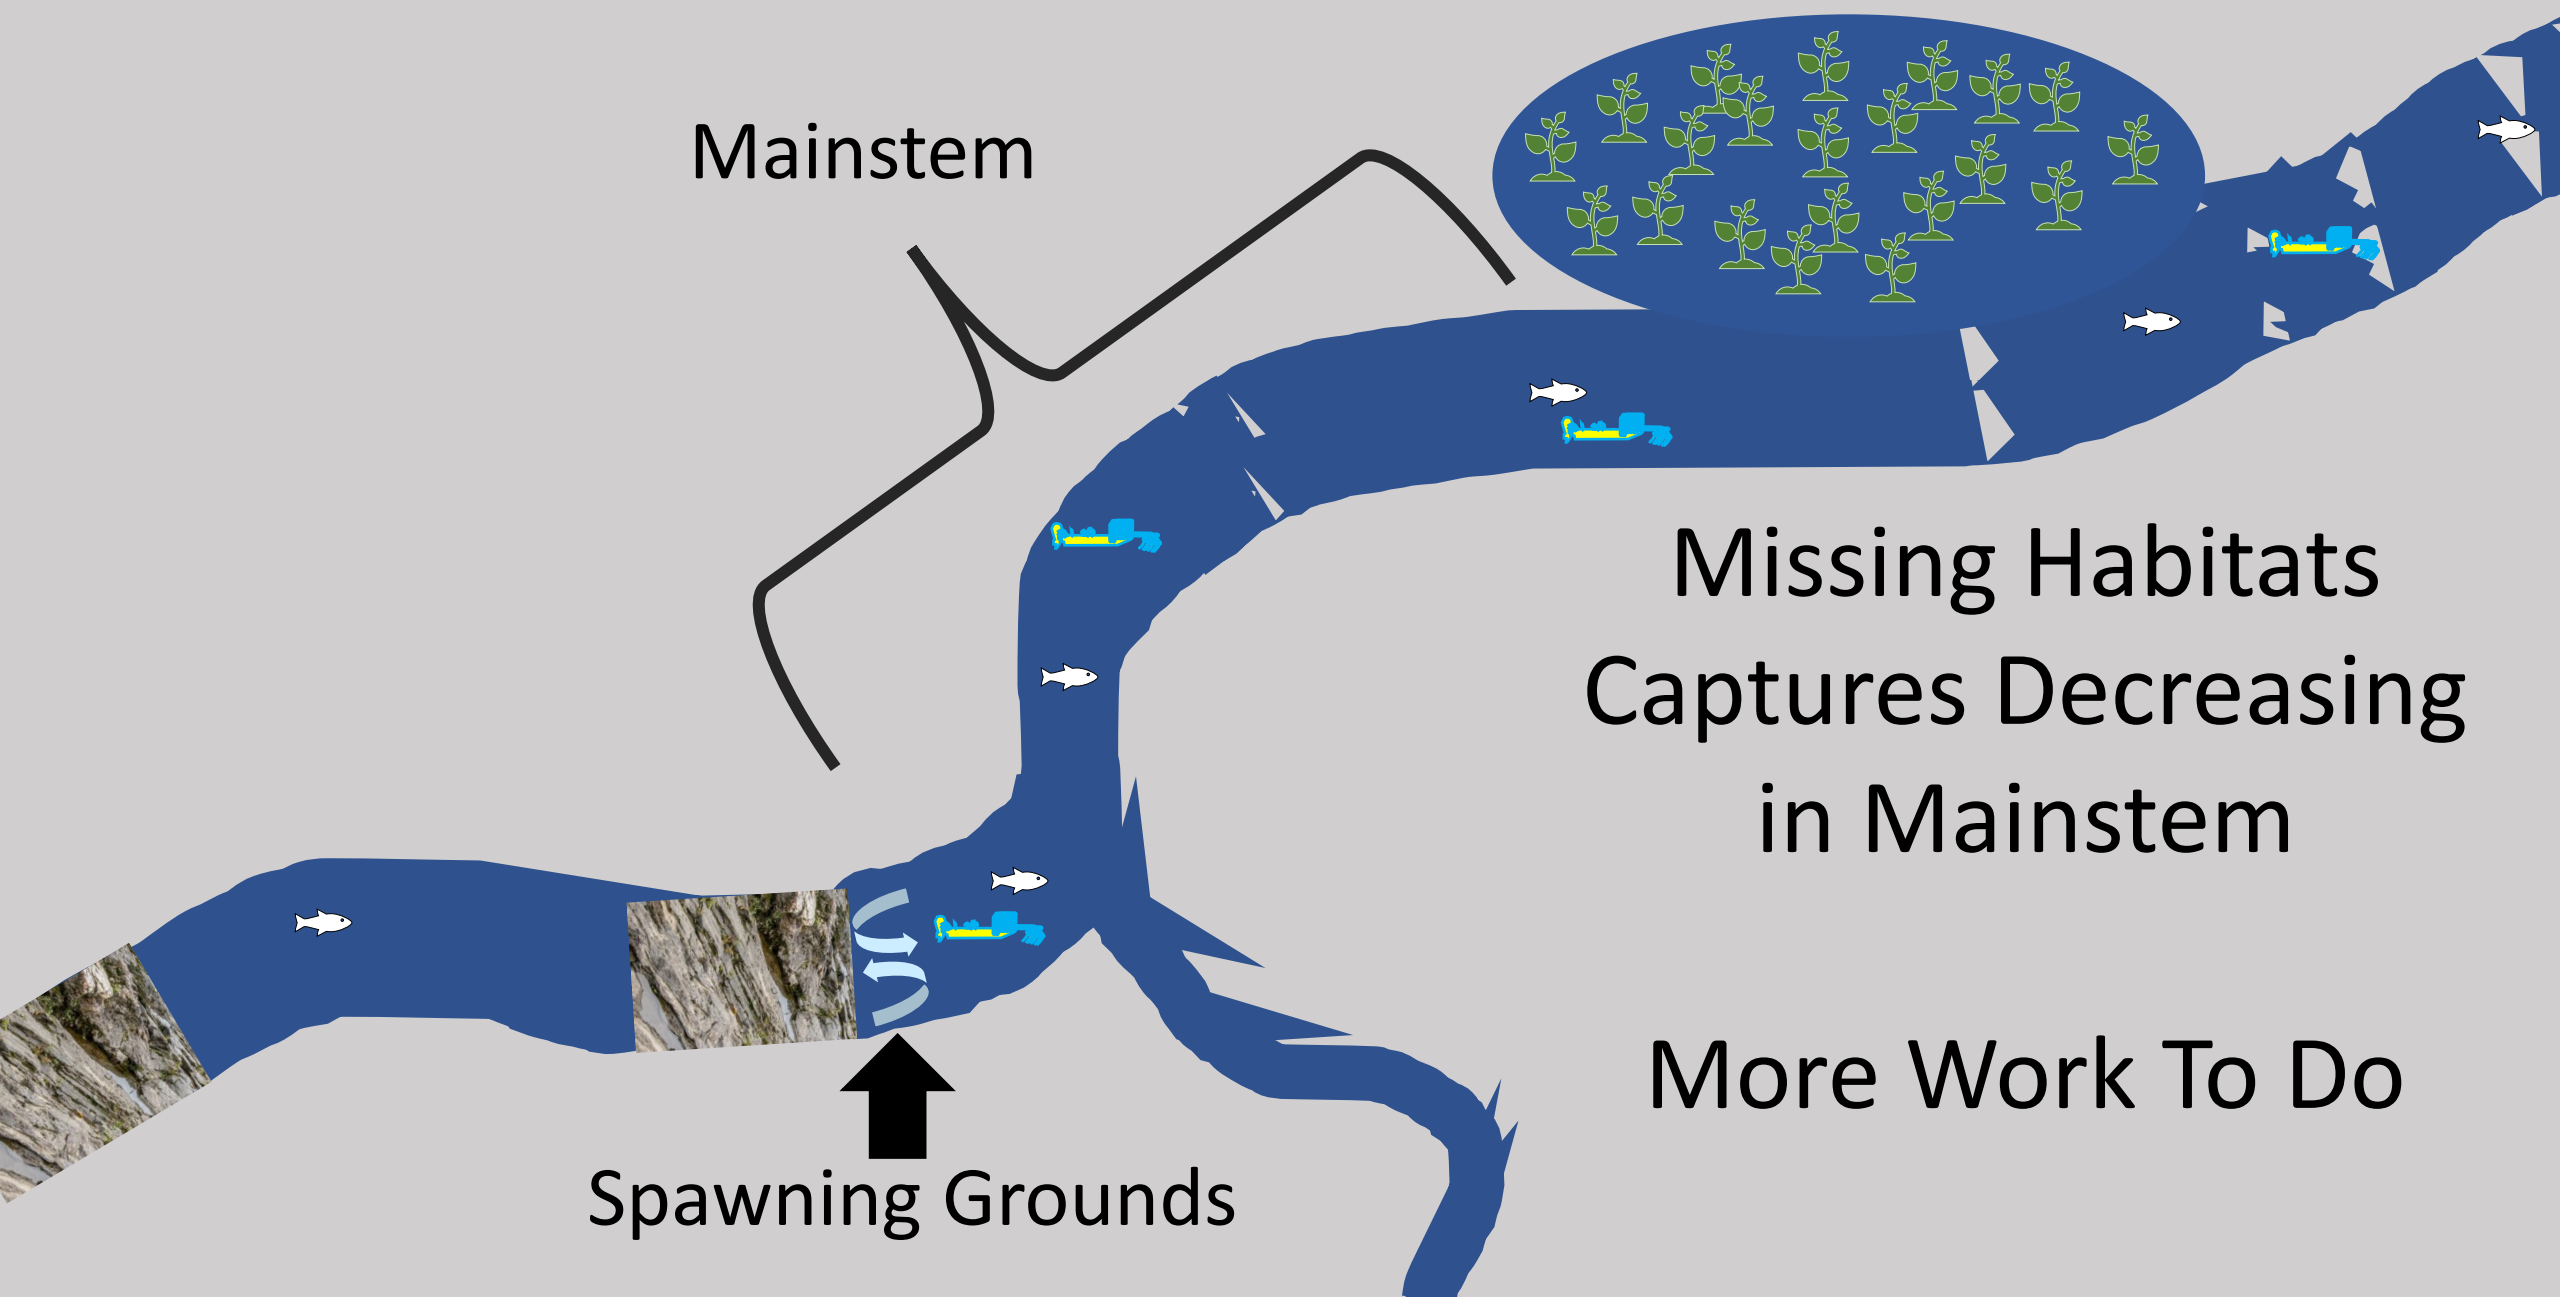 Mainstem
Missing Habitats
Captures Decreasing
in Mainstem
More Work To Do
Spawning Grounds